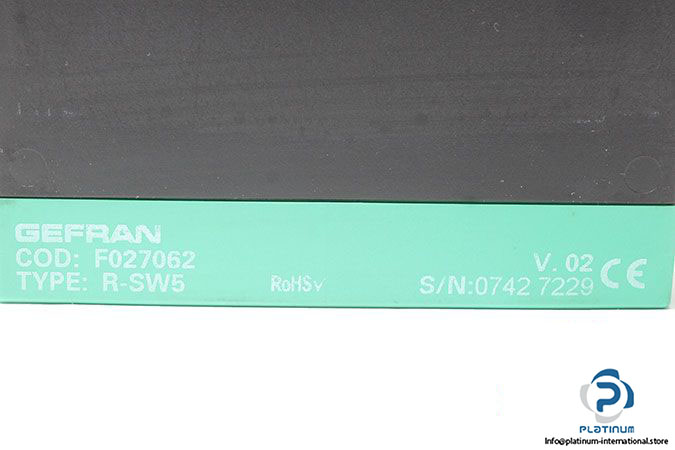 GEFRAN
COD: F027062
TYPE: R-SW5
RoHS✓
V. 02
S/N:0742 7229
CE
PLATINUM
Info@platinum-international.store